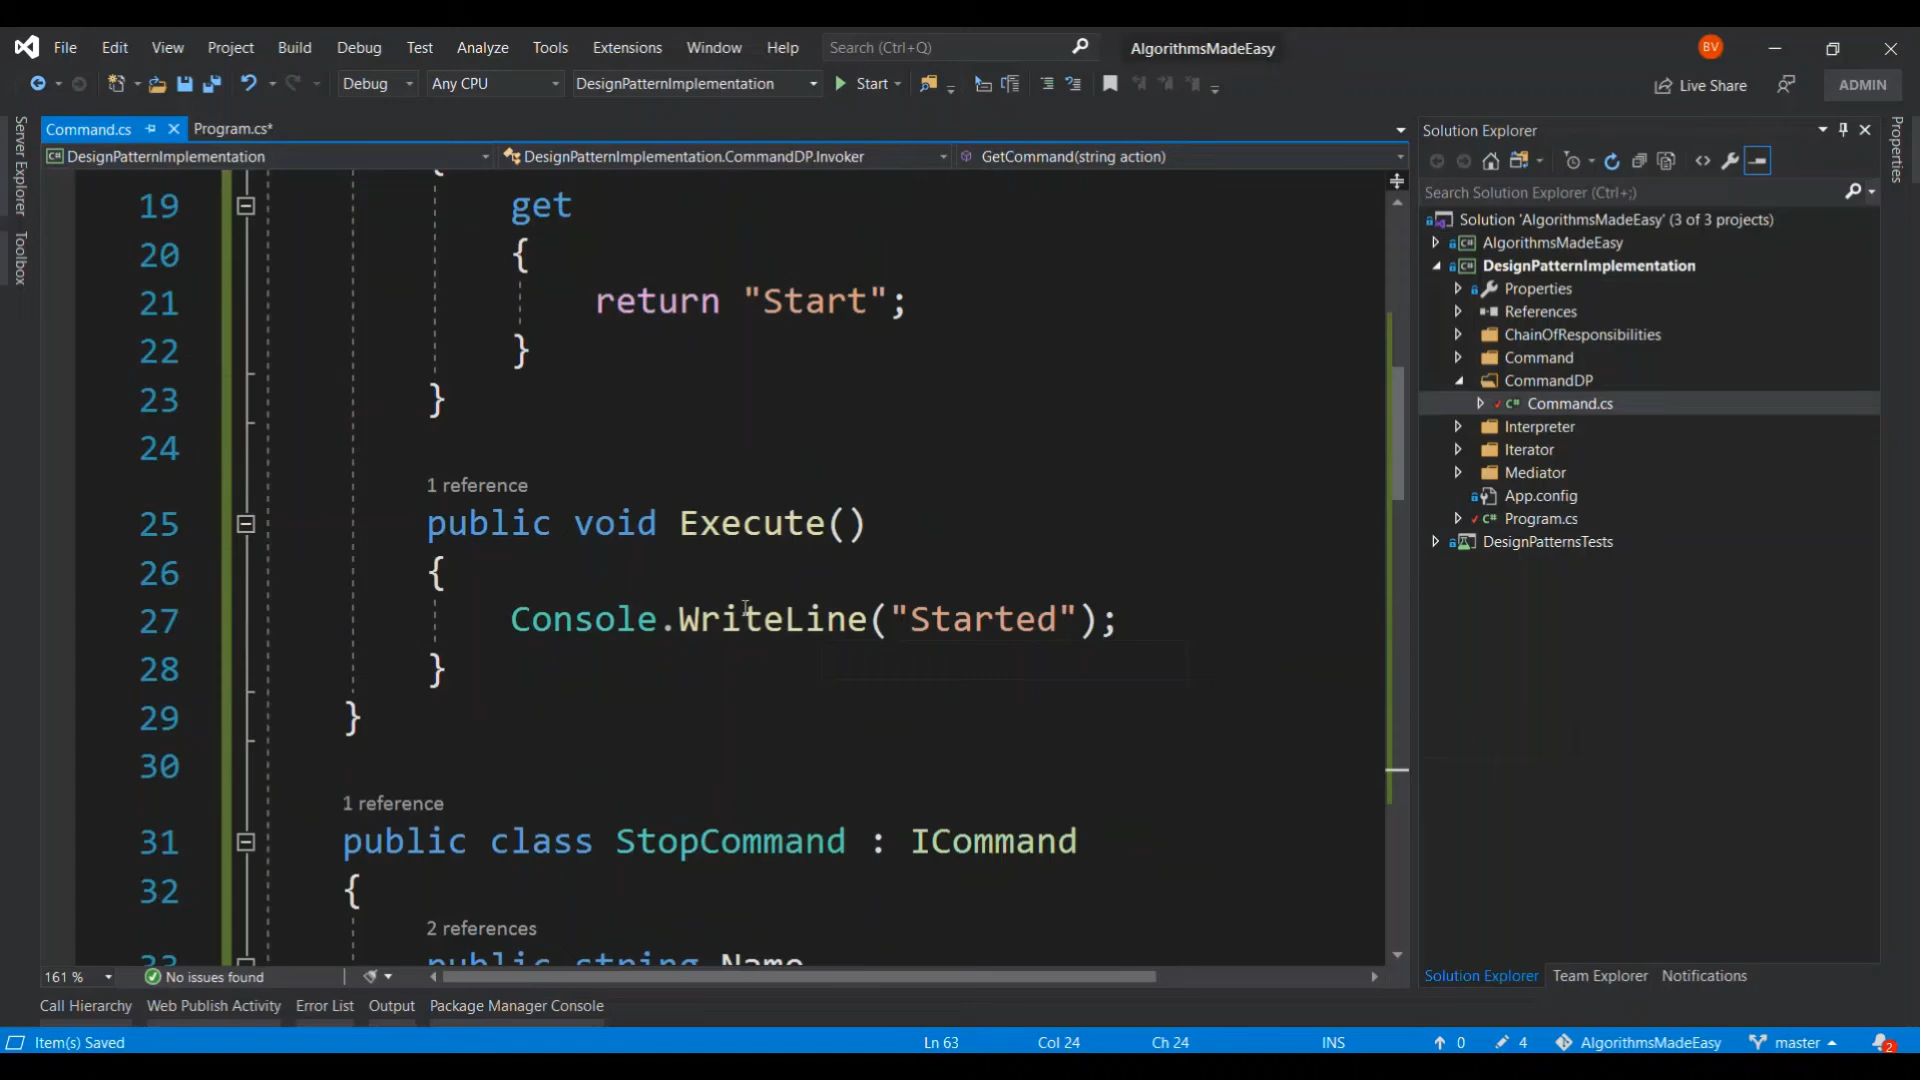 File Edit View Project Build Debug Test Analyze Tools Extensions Window Help Search (Ctrl+Q) AlgorithmsMadeEasy BV
Debug Any CPU DesignPatternImplementation Start Live Share ADMIN
Server Explorer
Toolbox
Command.cs Program.cs*
DesignPatternImplementation DesignPatternImplementation.CommandDP.Invoker GetCommand(string action)
{
19 get
20 {
21 return "Start";
22 }
23 }
24
1 reference
25 public void Execute()
26 {
27 Console.WriteLine("Started");
28 }
29 }
30
1 reference
31 public class StopCommand : ICommand
32 {
2 references
33 public string Name
161 % No issues found
Call Hierarchy Web Publish Activity Error List Output Package Manager Console
Solution Explorer
Search Solution Explorer (Ctrl+;)
Solution 'AlgorithmsMadeEasy' (3 of 3 projects)
AlgorithmsMadeEasy
DesignPatternImplementation
Properties
References
ChainOfResponsibilities
Command
CommandDP
C# Command.cs
Interpreter
Iterator
Mediator
App.config
C# Program.cs
DesignPatternsTests
Solution Explorer Team Explorer Notifications
Properties
Item(s) Saved Ln 63 Col 24 Ch 24 INS 0 4 AlgorithmsMadeEasy master 2